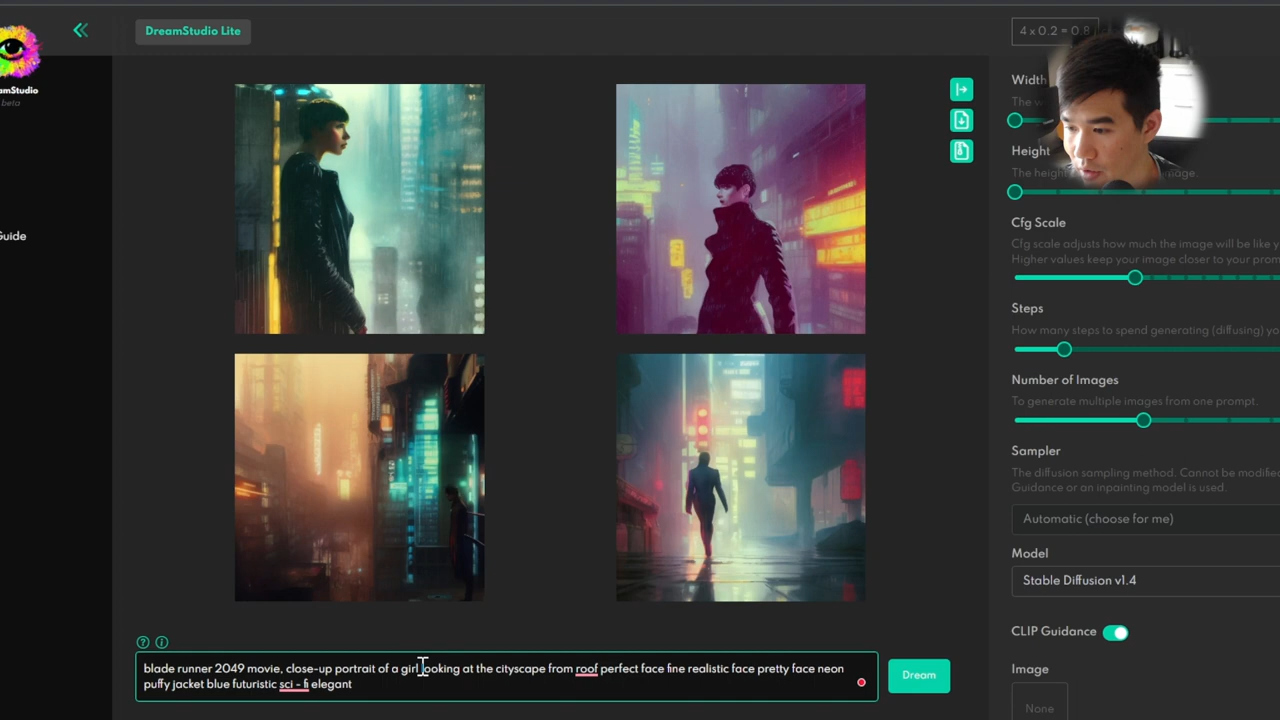 DreamStudio Lite
4 x 0.2 = 0.8
amStudio
beta
Guide
Width
The w
Height
The heigh
mage.
Cfg Scale
Cfg scale adjusts how much the image will be like y
Higher values keep your image closer to your prom
Steps
How many steps to spend generating (diffusing) yo
Number of Images
To generate multiple images from one prompt.
Sampler
The diffusion sampling method. Cannot be modifie
Guidance or an inpainting model is used.
Automatic (choose for me)
Model
Stable Diffusion v1.4
CLIP Guidance
Image
None
blade runner 2049 movie, close-up portrait of a girl looking at the cityscape from roof perfect face fine realistic face pretty face neon
puffy jacket blue futuristic sci - fi elegant
Dream